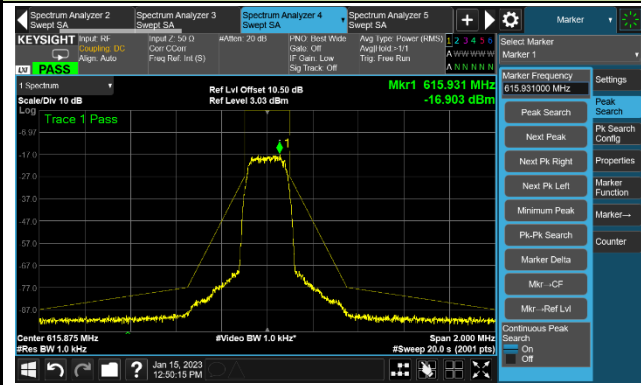 Spectrum Analyzer 2
Swept SA
Spectrum Analyzer 3
Swept SA
Spectrum Analyzer 4
Swept SA
Spectrum Analyzer 5
Swept SA
Marker
KEYSIGHT
Input: RF
Coupling: DC
Align: Auto
Input Z: 50 Ω
Corr CCorr
Freq Ref: Int (S)
#Atten: 20 dB
PNO: Best Wide
Gate: Off
IF Gain: Low
Sig Track: Off
Avg Type: Power (RMS)
Avg|Hold:>1/1
Trig: Free Run
1 2 3 4 5 6
A W W W W W
A N N N N N
LXI PASS
1 Spectrum
Scale/Div 10 dB
Ref Lvl Offset 10.50 dB
Ref Level 3.03 dBm
Mkr1 615.931 MHz
-16.903 dBm
Log
Trace 1 Pass
1
-6.97
-17.0
-27.0
-37.0
-47.0
-57.0
-67.0
-77.0
-87.0
Center 615.875 MHz
#Res BW 1.0 kHz
#Video BW 1.0 kHz*
Span 2.000 MHz
#Sweep 20.0 s (2001 pts)
Jan 15, 2023
12:50:15 PM
Select Marker
Marker 1
Marker Frequency
615.931000 MHz
Peak Search
Next Peak
Next Pk Right
Next Pk Left
Minimum Peak
Pk-Pk Search
Marker Delta
Mkr→CF
Mkr→Ref Lvl
Continuous Peak
Search
On
Off
Settings
Peak
Search
Pk Search
Config
Properties
Marker
Function
Marker→
Counter